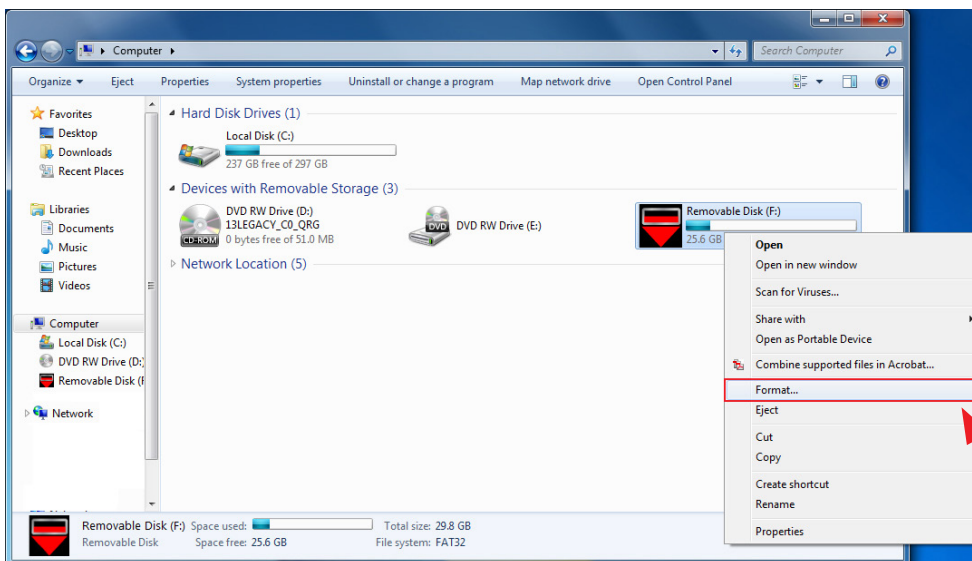 Computer
Search Computer
Organize
Eject
Properties
System properties
Uninstall or change a program
Map network drive
Open Control Panel
Favorites
Desktop
Downloads
Recent Places
Libraries
Documents
Music
Pictures
Videos
Computer
Local Disk (C:)
DVD RW Drive (D:)
Removable Disk (F
Network
Hard Disk Drives (1)
Local Disk (C:)
237 GB free of 297 GB
Devices with Removable Storage (3)
DVD RW Drive (D:)
13LEGACY_C0_QRG
CD-ROM
0 bytes free of 51.0 MB
DVD
DVD RW Drive (E:)
Removable Disk (F:)
25.6 GB
Network Location (5)
Open
Open in new window
Scan for Viruses...
Share with
Open as Portable Device
Combine supported files in Acrobat...
Format...
Eject
Cut
Copy
Create shortcut
Rename
Properties
Removable Disk (F:) Space used: Total size: 29.8 GB
Removable Disk Space free: 25.6 GB File system: FAT32